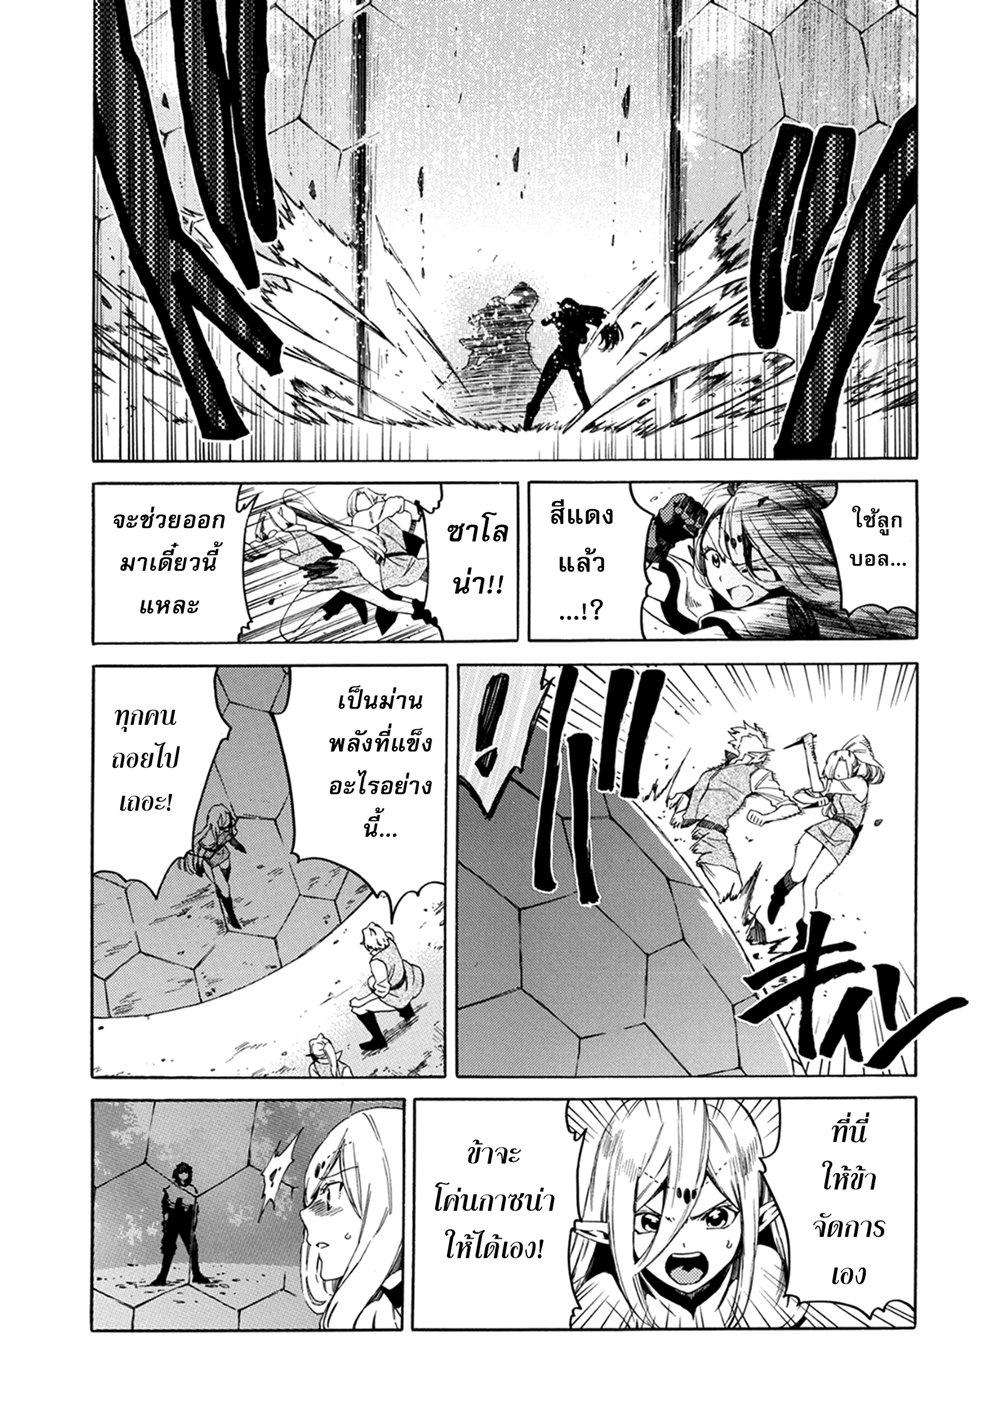 ใช้ลูก
บอล...
สีแดง
แล้ว
...!?
ซาโล
น่า!!
จะช่วยออก
มาเดี๋ยวนี้
แหละ
!
キィン
เป็นม่าน
พลังที่แข็ง
อะไรอย่าง
นี้...
ทุกคน
ถอยไป
เถอะ!
ที่นี่
ให้ข้า
จัดการ
เอง
ข้าจะ
โค่นกาซน่า
ให้ได้เอง!